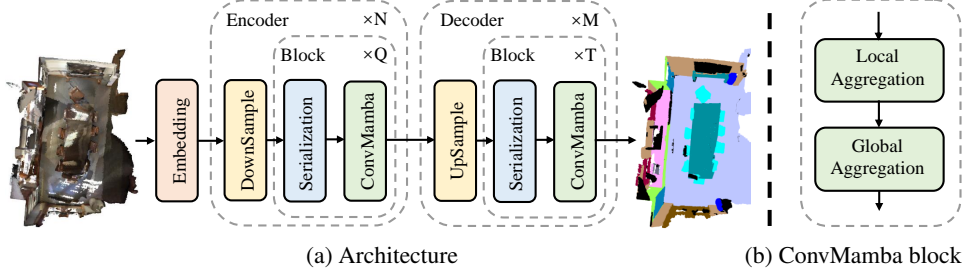 Encoder ×N
Block ×Q
Decoder ×M
Block ×T
Embedding
DownSample
Serialization
ConvMamba
UpSample
Serialization
ConvMamba
Local
Aggregation
Global
Aggregation
(a) Architecture
(b) ConvMamba block